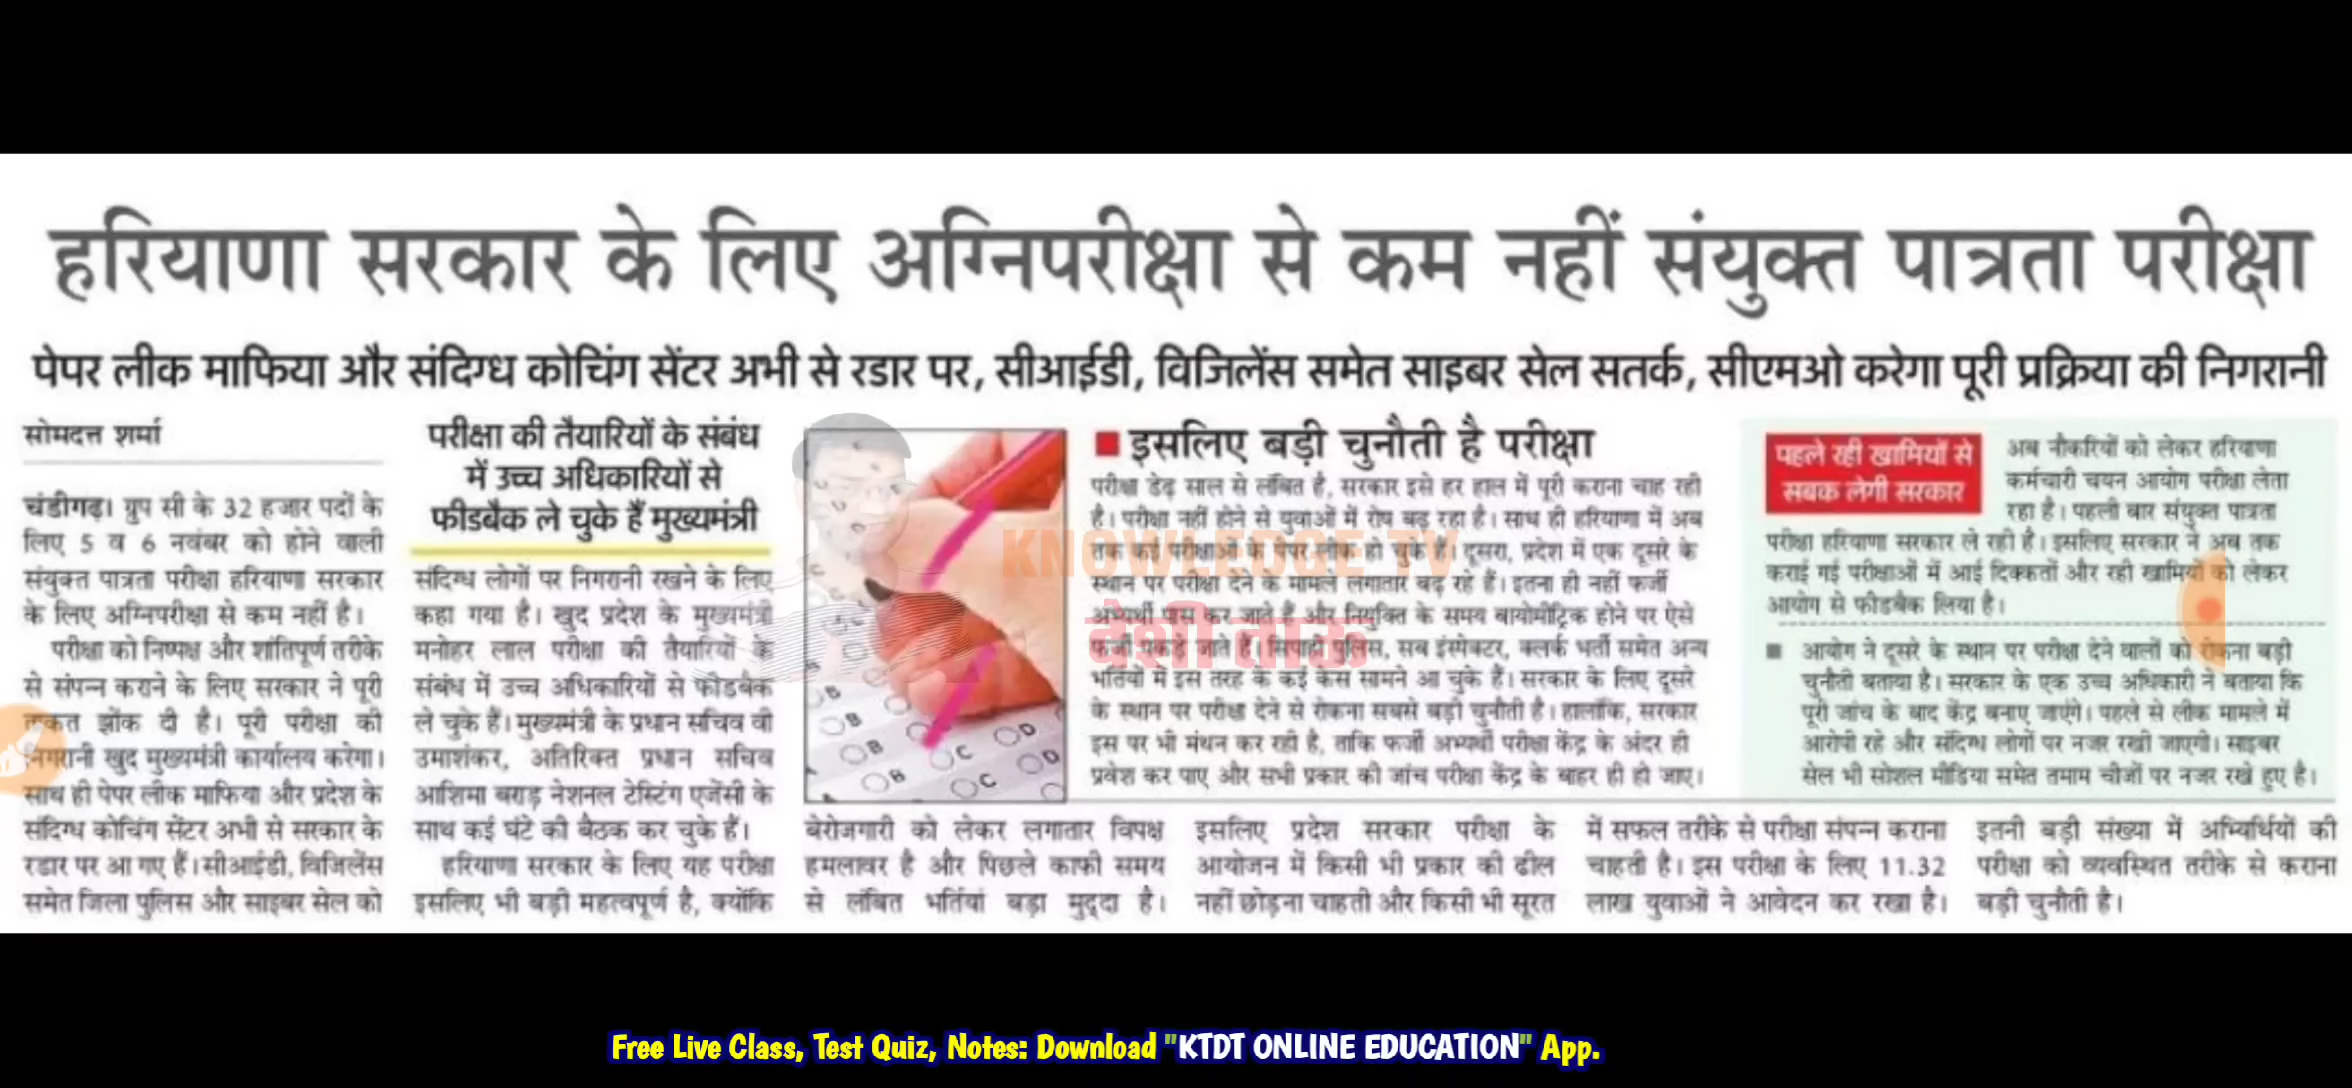 हरियाणा सरकार के लिए अग्निपरीक्षा से कम नहीं संयुक्त पात्रता परीक्षा
पेपर लीक माफिया और संदिग्ध कोचिंग सेंटर अभी से रडार पर, सीआईडी, विजिलेंस समेत साइबर सेल सतर्क, सीएमओ करेगा पूरी प्रक्रिया की निगरानी
सोमदत्त शर्मा
चंडीगढ़। ग्रुप सी के 32 हजार पदों के
लिए 5 व 6 नवंबर को होने वाली
संयुक्त पात्रता परीक्षा हरियाणा सरकार
के लिए अग्निपरीक्षा से कम नहीं है।
परीक्षा को निष्पक्ष और शांतिपूर्ण तरीके
से संपन्न कराने के लिए सरकार ने पूरी
ताकत झोंक दी है। पूरी परीक्षा की
निगरानी खुद मुख्यमंत्री कार्यालय करेगा।
साथ ही पेपर लीक माफिया और प्रदेश के
संदिग्ध कोचिंग सेंटर अभी से सरकार के
रडार पर आ गए हैं। सीआईडी, विजिलेंस
समेत जिला पुलिस और साइबर सेल को
परीक्षा की तैयारियों के संबंध
में उच्च अधिकारियों से
फीडबैक ले चुके हैं मुख्यमंत्री
संदिग्ध लोगों पर निगरानी रखने के लिए
कहा गया है। खुद प्रदेश के मुख्यमंत्री
मनोहर लाल परीक्षा की तैयारियों के
संबंध में उच्च अधिकारियों से फीडबैक
ले चुके हैं। मुख्यमंत्री के प्रधान सचिव वी
उमाशंकर, अतिरिक्त प्रधान सचिव
आशिमा बराड़ नेशनल टेस्टिंग एजेंसी के
साथ कई घंटे की बैठक कर चुके हैं।
हरियाणा सरकार के लिए यह परीक्षा
इसलिए भी बड़ी महत्वपूर्ण है, क्योंकि
बेरोजगारी को लेकर लगातार विपक्ष
हमलावर है और पिछले काफी समय
से लंबित भर्तियां बड़ा मुद्दा है।
इसलिए प्रदेश सरकार परीक्षा के
आयोजन में किसी भी प्रकार की ढील
नहीं छोड़ना चाहती और किसी भी सूरत
में सफल तरीके से परीक्षा संपन्न कराना
चाहती है। इस परीक्षा के लिए 11.32
लाख युवाओं ने आवेदन कर रखा है।
इतनी बड़ी संख्या में अभ्यर्थियों की
परीक्षा को व्यवस्थित तरीके से कराना
बड़ी चुनौती है।
इसलिए बड़ी चुनौती है परीक्षा
परीक्षा डेढ़ साल से लंबित है, सरकार इसे हर हाल में पूरी कराना चाह रही
है। परीक्षा नहीं होने से युवाओं में रोष बढ़ रहा है। साथ ही हरियाणा में अब
तक कई परीक्षाओं के पेपर लीक हो चुके हैं। दूसरा, प्रदेश में एक दूसरे के
स्थान पर परीक्षा देने के मामले लगातार बढ़ रहे हैं। इतना ही नहीं फर्जी
अभ्यर्थी पास कर जाते हैं और नियुक्ति के समय बायोमीट्रिक होने पर ऐसे
फर्जी पकड़े जाते हैं। सिपाही पुलिस, सब इंस्पेक्टर, क्लर्क भर्ती समेत अन्य
भर्तियों में इस तरह के कई केस सामने आ चुके हैं। सरकार के लिए दूसरे
के स्थान पर परीक्षा देने से रोकना सबसे बड़ी चुनौती है। हालांकि, सरकार
इस पर भी मंथन कर रही है, ताकि फर्जी अभ्यर्थी परीक्षा केंद्र के अंदर ही
प्रवेश कर पाए और सभी प्रकार की जांच परीक्षा केंद्र के बाहर ही हो जाए।
KNOWLEDGE TV
देशी ताऊ
पहले रही खामियों से
सबक लेगी सरकार
अब नौकरियों को लेकर हरियाणा
कर्मचारी चयन आयोग परीक्षा लेता
रहा है। पहली बार संयुक्त पात्रता
परीक्षा हरियाणा सरकार ले रही है। इसलिए सरकार ने अब तक
कराई गई परीक्षाओं में आई दिक्कतों और रही खामियों को लेकर
आयोग से फीडबैक लिया है।
आयोग ने दूसरे के स्थान पर परीक्षा देने वालों को रोकना बड़ी
चुनौती बताया है। सरकार के एक उच्च अधिकारी ने बताया कि
पूरी जांच के बाद केंद्र बनाए जाएंगे। पहले से लीक मामले में
आरोपी रहे और संदिग्ध लोगों पर नजर रखी जाएगी। साइबर
सेल भी सोशल मीडिया समेत तमाम चीजों पर नजर रखे हुए है।
Free Live Class, Test Quiz, Notes: Download "KTDT ONLINE EDUCATION" App.